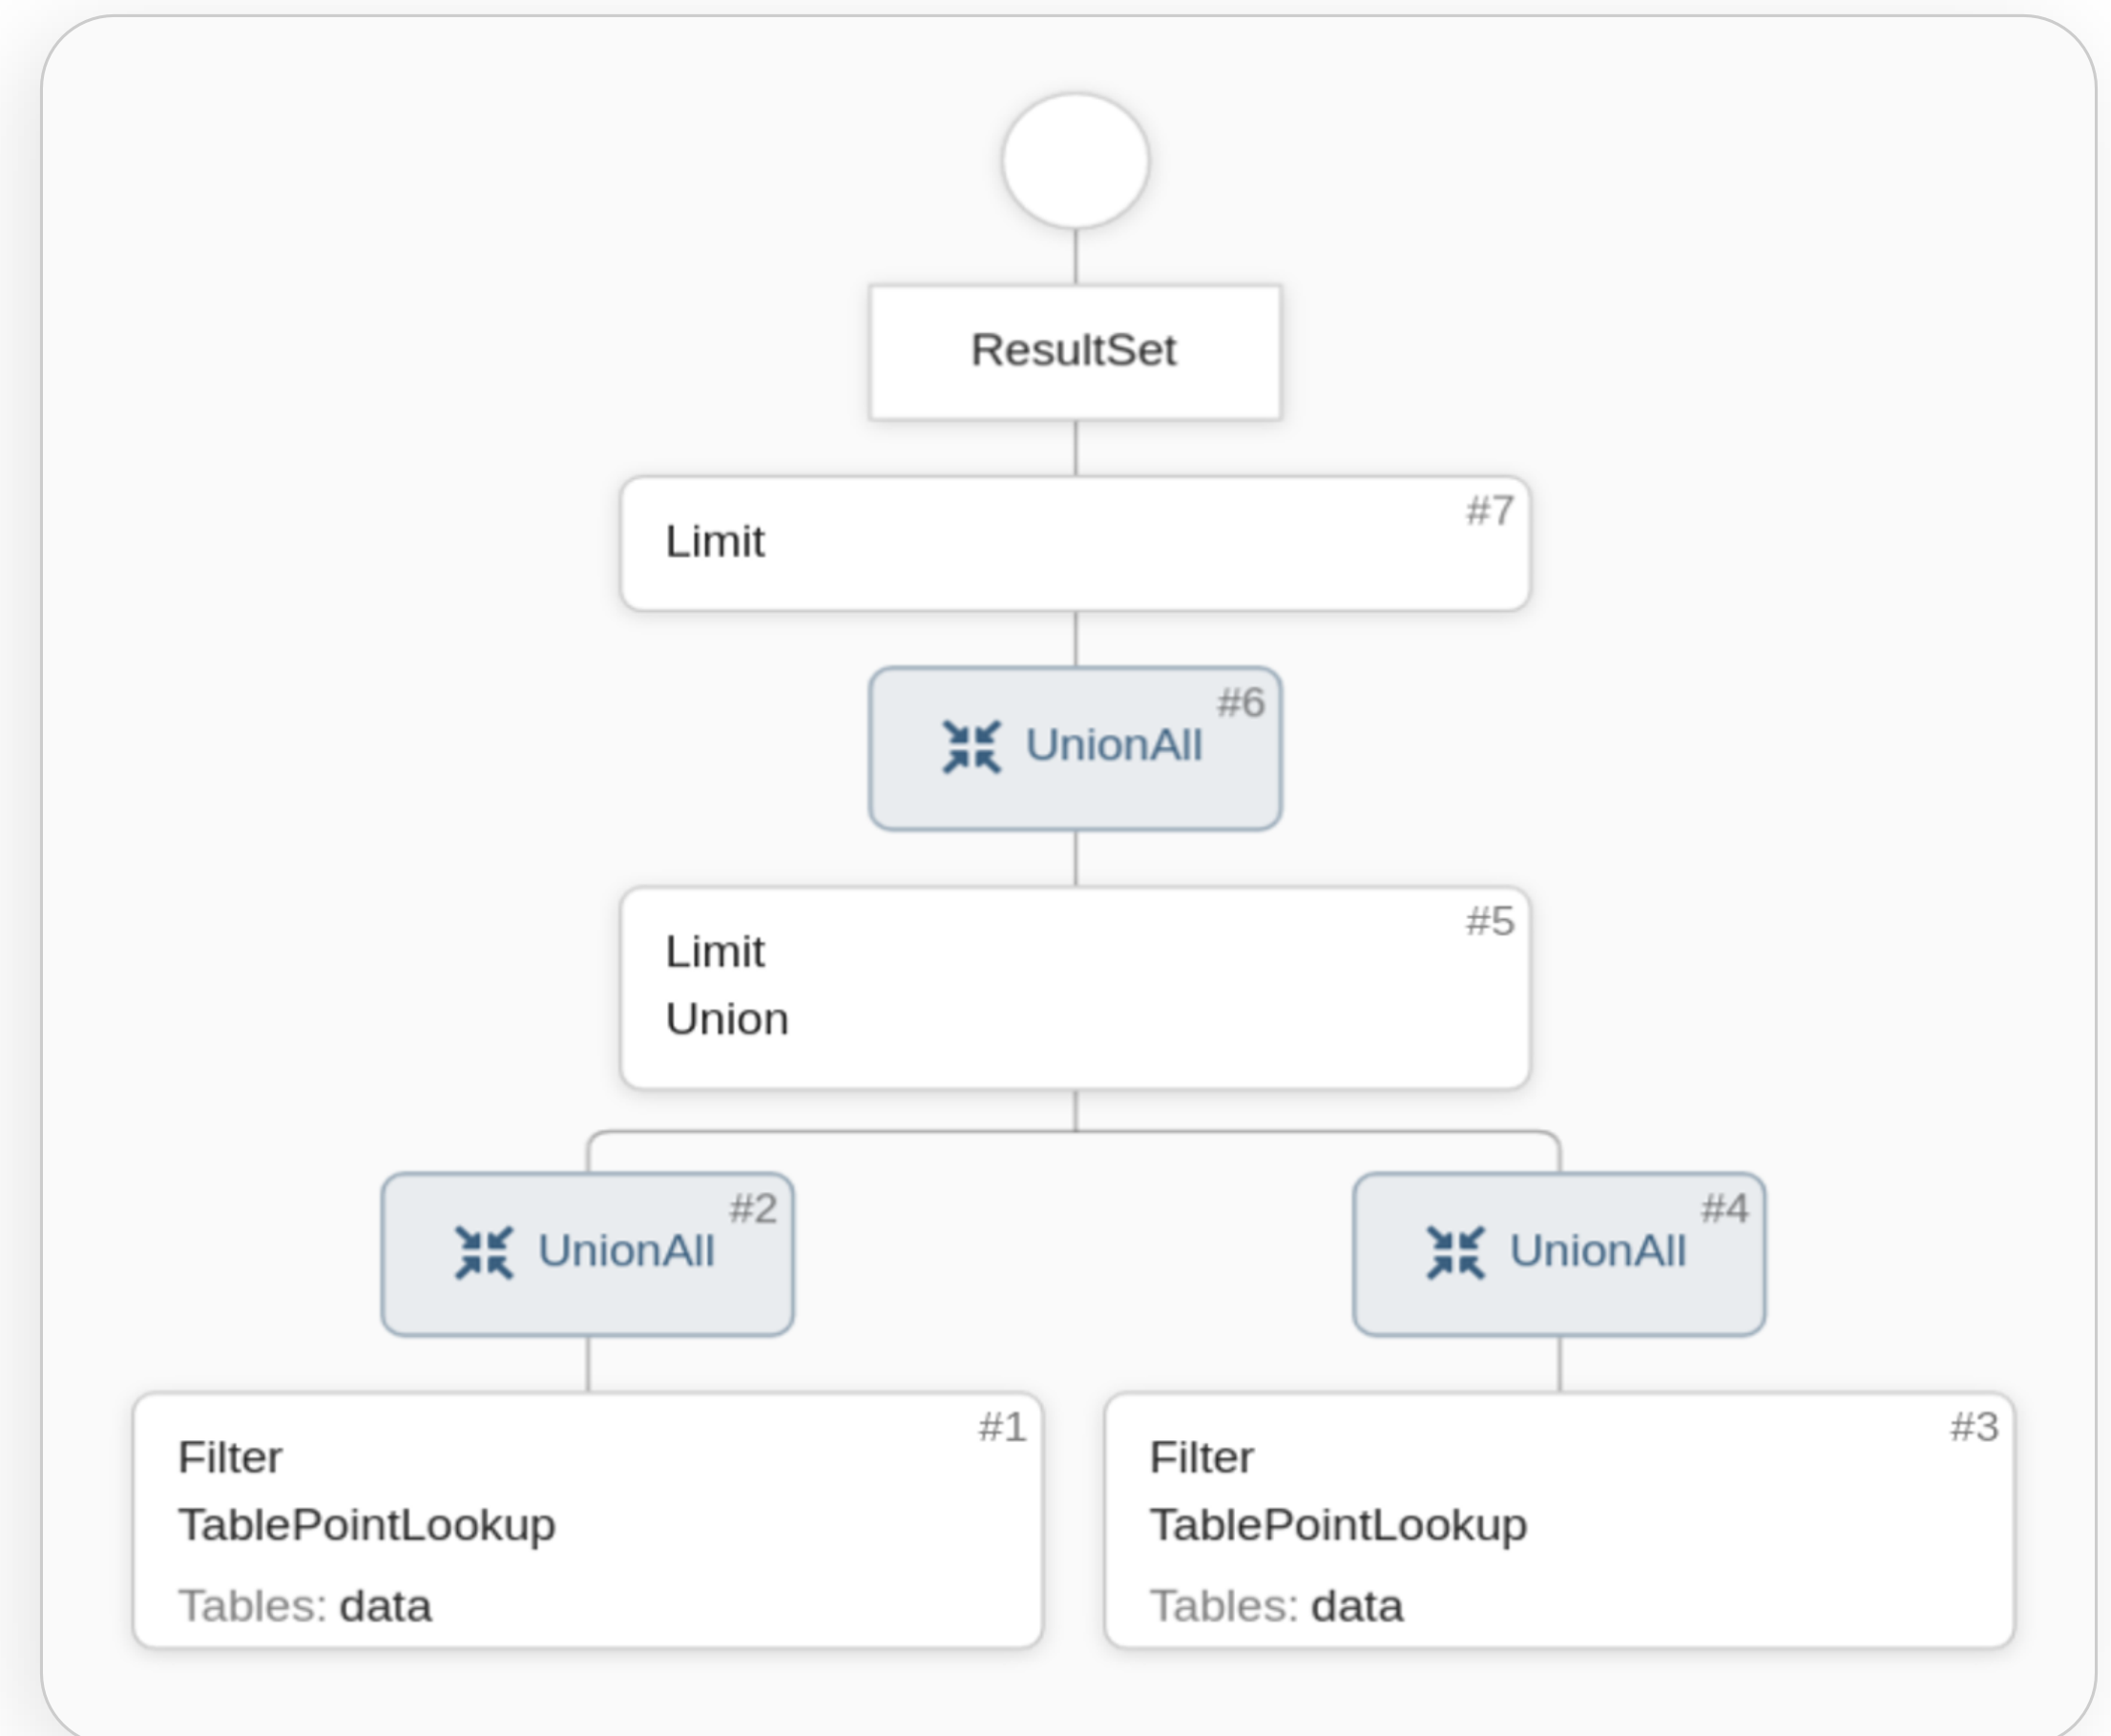 ResultSet
#7
Limit
#6
UnionAll
#5
Limit
Union
#2
UnionAll
#4
UnionAll
#1
Filter
TablePointLookup
Tables: data
#3
Filter
TablePointLookup
Tables: data